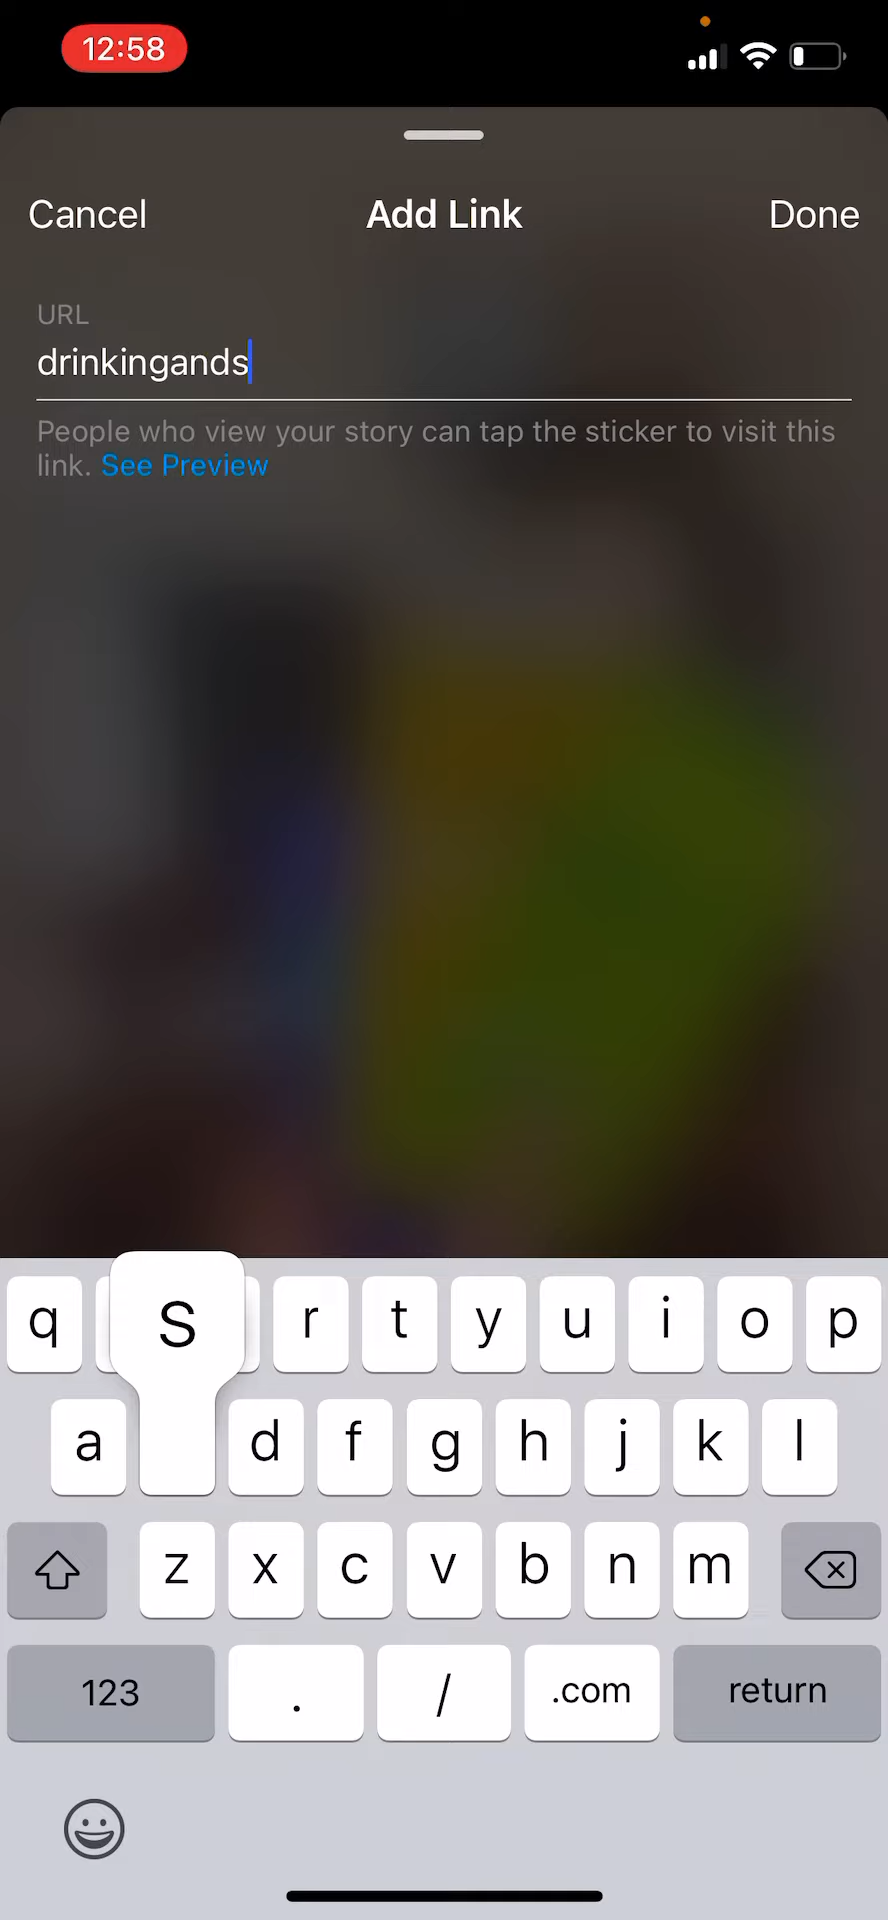 12:58
Cancel Add Link Done
URL
drinkingands
People who view your story can tap the sticker to visit this
link. See Preview
q S r t y u i o p
a d f g h j k l
z x c v b n m
123 . / .com return